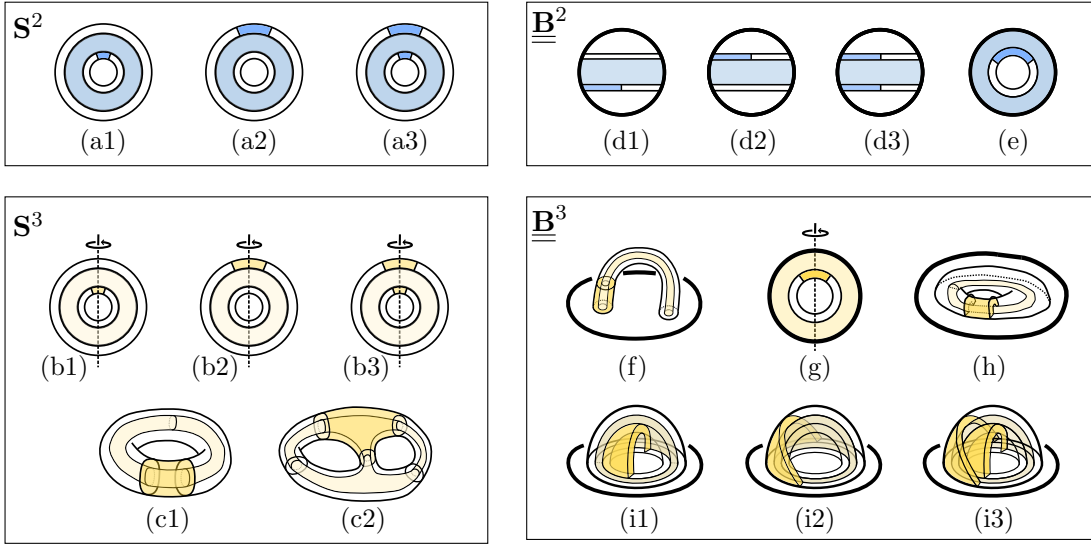 S²
(a1) (a2) (a3)
B²
(d1) (d2) (d3) (e)
S³
(b1) (b2) (b3)
(c1) (c2)
B³
(f) (g) (h)
(i1) (i2) (i3)